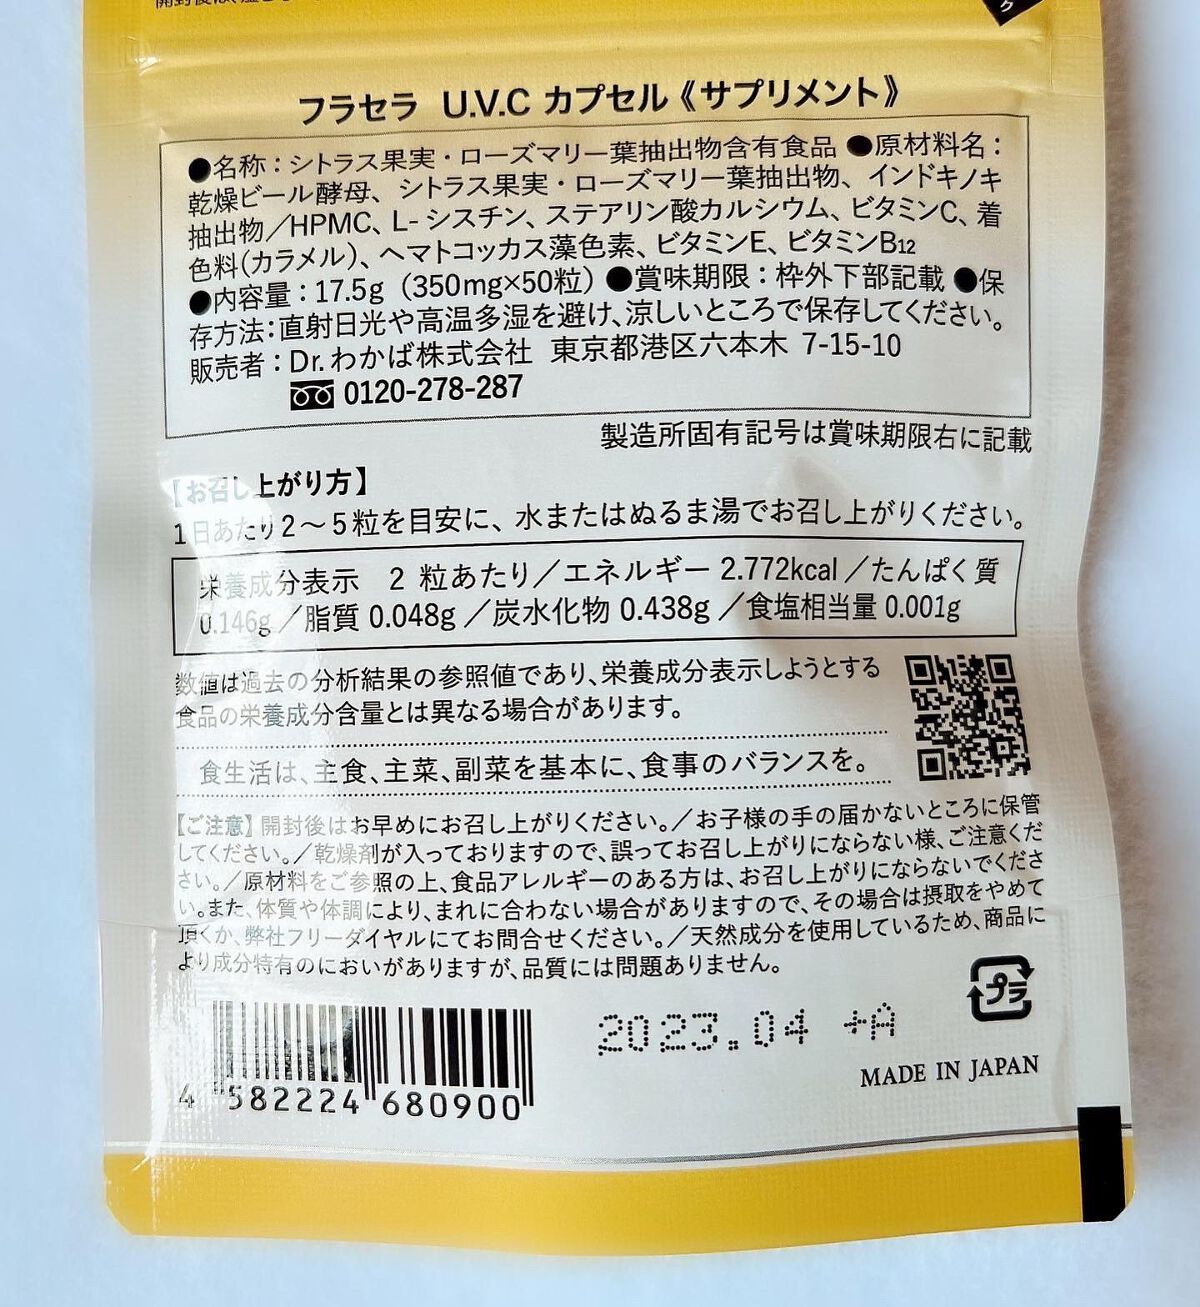 フラセラ U.V.C カプセル《サプリメント》
●名称：シトラス果実・ローズマリー葉抽出物含有食品 ●原材料名：
乾燥ビール酵母、シトラス果実・ローズマリー葉抽出物、インドキノキ
抽出物／HPMC、L-シスチン、ステアリン酸カルシウム、ビタミンC、着
色料(カラメル)、ヘマトコッカス藻色素、ビタミンE、ビタミンB12
●内容量：17.5g（350mg×50粒）●賞味期限：枠外下部記載 ●保
存方法：直射日光や高温多湿を避け、涼しいところで保存してください。
販売者：Dr.わかば株式会社 東京都港区六本木 7-15-10
0120-278-287
製造所固有記号は賞味期限右に記載
【お召し上がり方】
1日あたり2～5粒を目安に、水またはぬるま湯でお召し上がりください。
栄養成分表示 2 粒あたり／エネルギー 2.772kcal／たんぱく質
0.146g／脂質 0.048g／炭水化物 0.438g／食塩相当量 0.001g
数値は過去の分析結果の参照値であり、栄養成分表示しようとする
食品の栄養成分含量とは異なる場合があります。
食生活は、主食、主菜、副菜を基本に、食事のバランスを。
【ご注意】開封後はお早めにお召し上がりください。／お子様の手の届かないところに保管
してください。／乾燥剤が入っておりますので、誤ってお召し上がりにならない様、ご注意くだ
さい。／原材料をご参照の上、食品アレルギーのある方は、お召し上がりにならないでくださ
い。また、体質や体調により、まれに合わない場合がありますので、その場合は摂取をやめて
頂くか、弊社フリーダイヤルにてお問合せください。／天然成分を使用しているため、商品に
より成分特有のにおいがありますが、品質には問題ありません。
プラ
2023.04 +A
MADE IN JAPAN
4 582224 680900